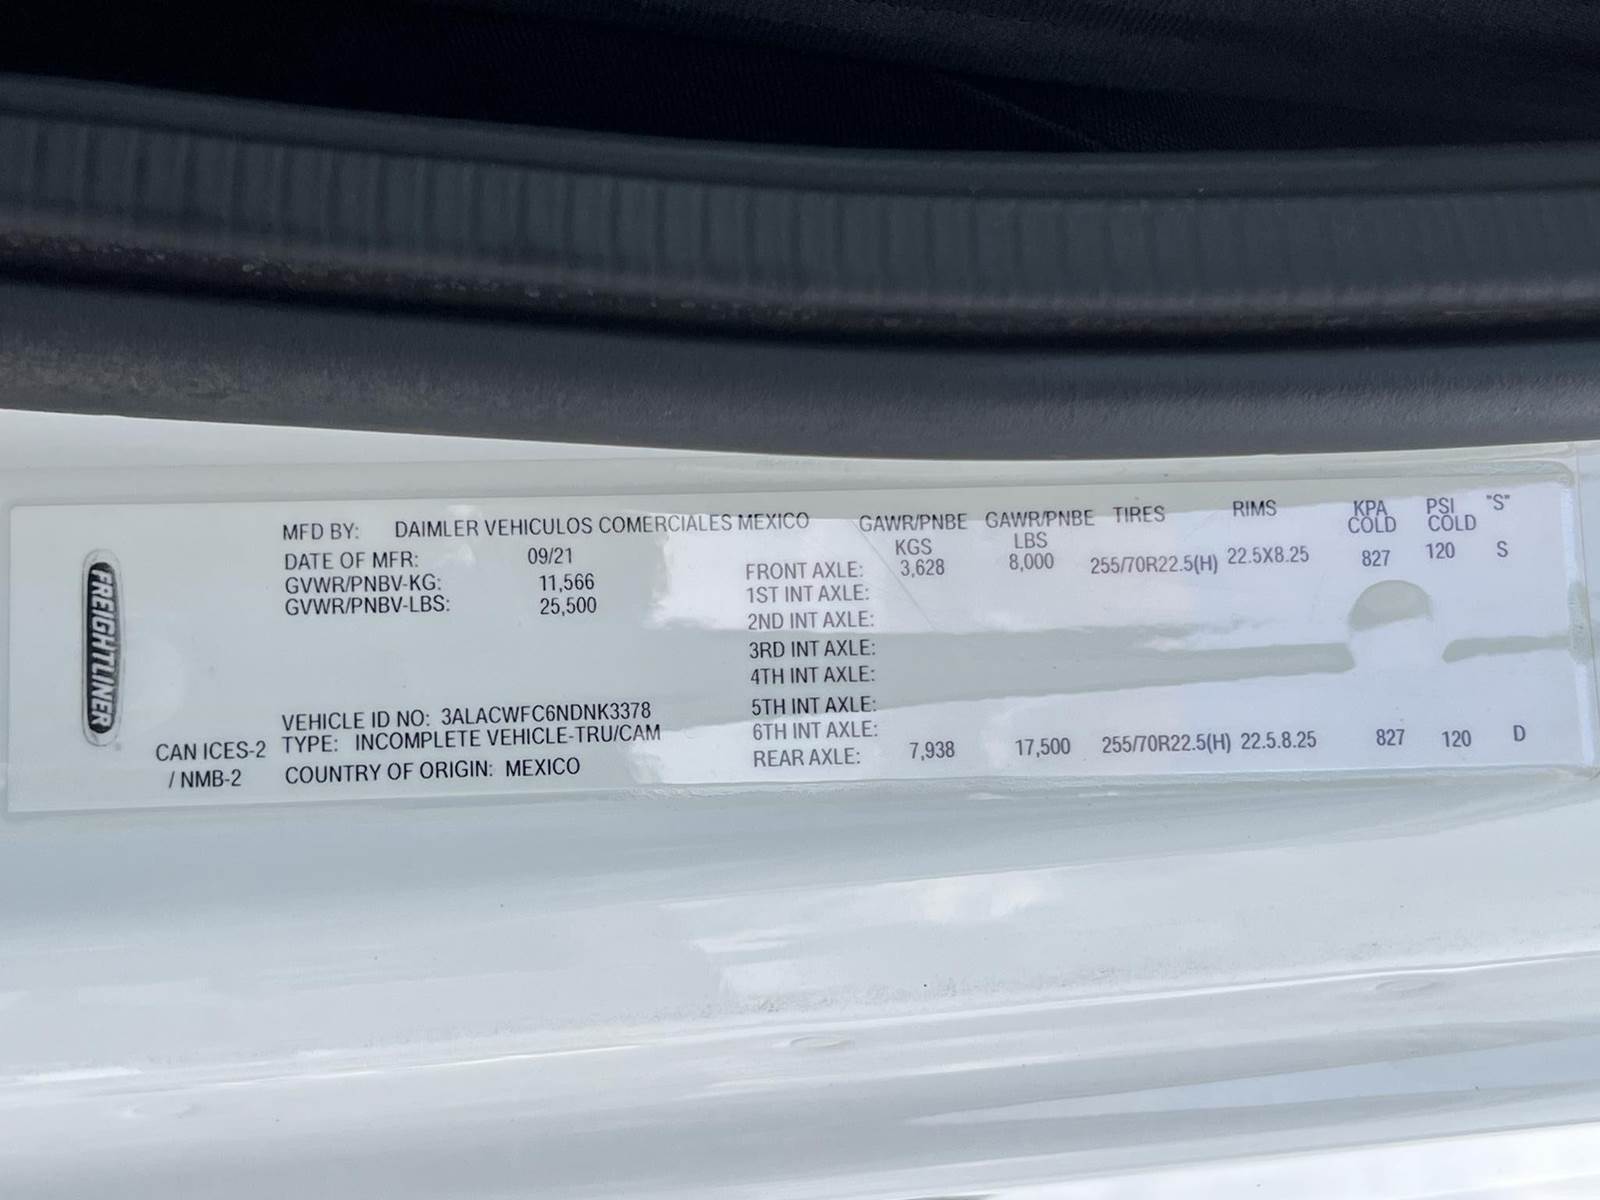 FREIGHTLINER
MFD BY: DAIMLER VEHICULOS COMERCIALES MEXICO
DATE OF MFR: 09/21
GVWR/PNBV-KG: 11,566
GVWR/PNBV-LBS: 25,500
VEHICLE ID NO: 3ALACWFC6NDNK3378
TYPE: INCOMPLETE VEHICLE-TRU/CAM
COUNTRY OF ORIGIN: MEXICO
CAN ICES-2
/ NMB-2
GAWR/PNBE GAWR/PNBE TIRES RIMS KPA PSI "S"
KGS LBS COLD COLD
FRONT AXLE: 3,628 8,000 255/70R22.5(H) 22.5X8.25 827 120 S
1ST INT AXLE:
2ND INT AXLE:
3RD INT AXLE:
4TH INT AXLE:
5TH INT AXLE:
6TH INT AXLE:
REAR AXLE: 7,938 17,500 255/70R22.5(H) 22.5.8.25 827 120 D